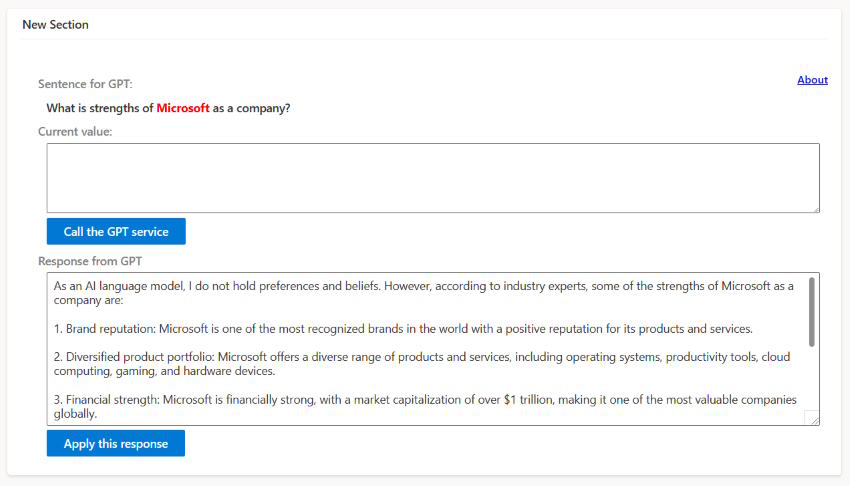 New Section
About
Sentence for GPT:
What is strengths of Microsoft as a company?
Current value:
Call the GPT service
Response from GPT
As an AI language model, I do not hold preferences and beliefs. However, according to industry experts, some of the strengths of Microsoft as a
company are:
1. Brand reputation: Microsoft is one of the most recognized brands in the world with a positive reputation for its products and services.
2. Diversified product portfolio: Microsoft offers a diverse range of products and services, including operating systems, productivity tools, cloud
computing, gaming, and hardware devices.
3. Financial strength: Microsoft is financially strong, with a market capitalization of over $1 trillion, making it one of the most valuable companies
globally.
Apply this response